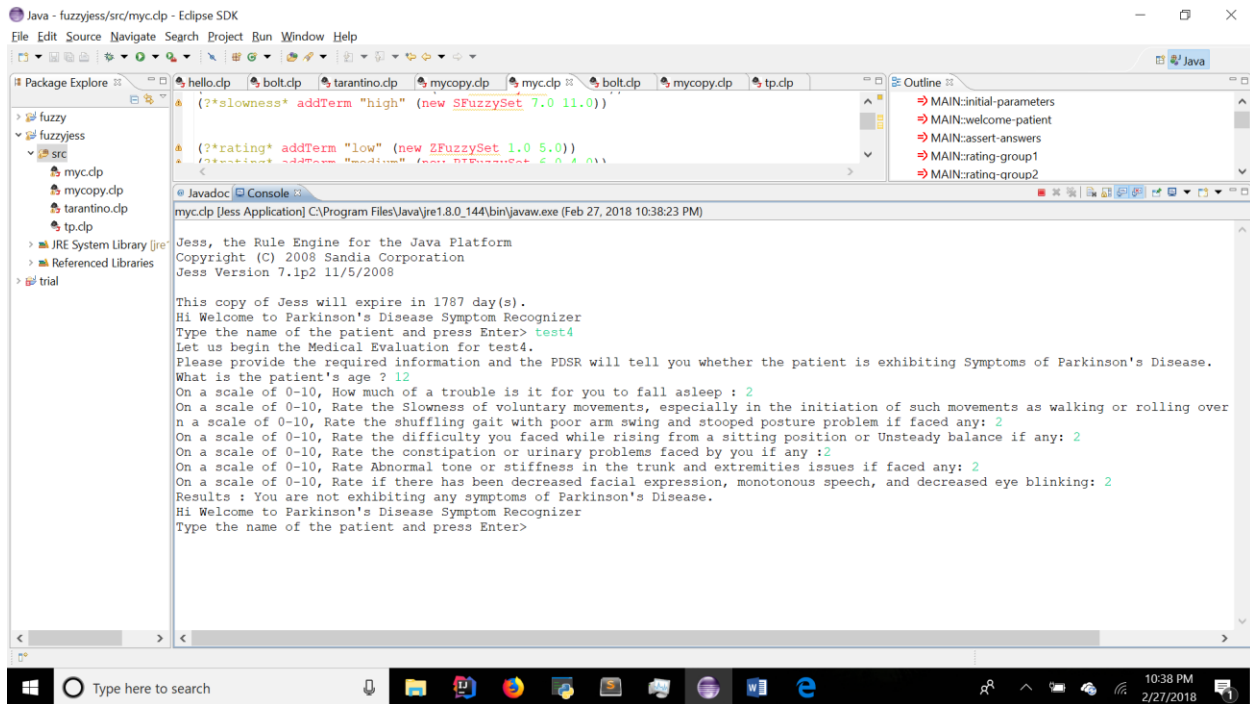 Java - fuzzyjess/src/myc.clp - Eclipse SDK
File Edit Source Navigate Search Project Run Window Help
Java
Package Explore
hello.clp bolt.clp tarantino.clp mycopy.clp myc.clp bolt.clp mycopy.clp tp.clp
Outline
fuzzy
fuzzyjess
src
myc.clp
mycopy.clp
tarantino.clp
tp.clp
JRE System Library [jre
Referenced Libraries
trial
(?*slowness* addTerm "high" (new SFuzzySet 7.0 11.0))
(?*rating* addTerm "low" (new ZFuzzySet 1.0 5.0))
(?*rating* addTerm "medium" (new PIFuzzySet 6.0 4.0))
MAIN::initial-parameters
MAIN::welcome-patient
MAIN::assert-answers
MAIN::rating-group1
MAIN::rating-group2
Javadoc Console
myc.clp [Jess Application] C:\Program Files\Java\jre1.8.0_144\bin\javaw.exe (Feb 27, 2018 10:38:23 PM)
Jess, the Rule Engine for the Java Platform
Copyright (C) 2008 Sandia Corporation
Jess Version 7.1p2 11/5/2008
This copy of Jess will expire in 1787 day(s).
Hi Welcome to Parkinson's Disease Symptom Recognizer
Type the name of the patient and press Enter> test4
Let us begin the Medical Evaluation for test4.
Please provide the required information and the PDSR will tell you whether the patient is exhibiting Symptoms of Parkinson's Disease.
What is the patient's age ? 12
On a scale of 0-10, How much of a trouble is it for you to fall asleep : 2
On a scale of 0-10, Rate the Slowness of voluntary movements, especially in the initiation of such movements as walking or rolling over
n a scale of 0-10, Rate the shuffling gait with poor arm swing and stooped posture problem if faced any: 2
On a scale of 0-10, Rate the difficulty you faced while rising from a sitting position or Unsteady balance if any: 2
On a scale of 0-10, Rate the constipation or urinary problems faced by you if any :2
On a scale of 0-10, Rate Abnormal tone or stiffness in the trunk and extremities issues if faced any: 2
On a scale of 0-10, Rate if there has been decreased facial expression, monotonous speech, and decreased eye blinking: 2
Results : You are not exhibiting any symptoms of Parkinson's Disease.
Hi Welcome to Parkinson's Disease Symptom Recognizer
Type the name of the patient and press Enter>
Type here to search
10:38 PM
2/27/2018